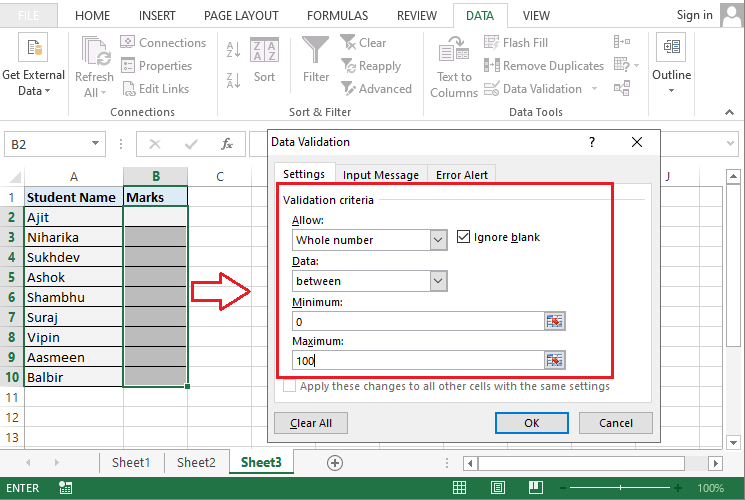 FILE HOME INSERT PAGE LAYOUT FORMULAS REVIEW DATA VIEW Sign in
Get External
Data
Refresh
All
Connections
Properties
Edit Links
Connections
Sort
Filter
Clear
Reapply
Advanced
Sort & Filter
Text to
Columns
Flash Fill
Remove Duplicates
Data Validation
Data Tools
Outline
B2 fx
A B C J
1 Student Name Marks
2 Ajit
3 Niharika
4 Sukhdev
5 Ashok
6 Shambhu
7 Suraj
8 Vipin
9 Aasmeen
10 Balbir
11
12
13
Data Validation ?
Settings Input Message Error Alert
Validation criteria
Allow:
Whole number Ignore blank
Data:
between
Minimum:
0
Maximum:
100
Apply these changes to all other cells with the same settings
Clear All OK Cancel
Sheet1 Sheet2 Sheet3
ENTER 100%